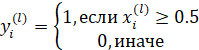 y_i^{(l)} = { 1, если x_i^{(l)} ≥ 0.5
0, иначе